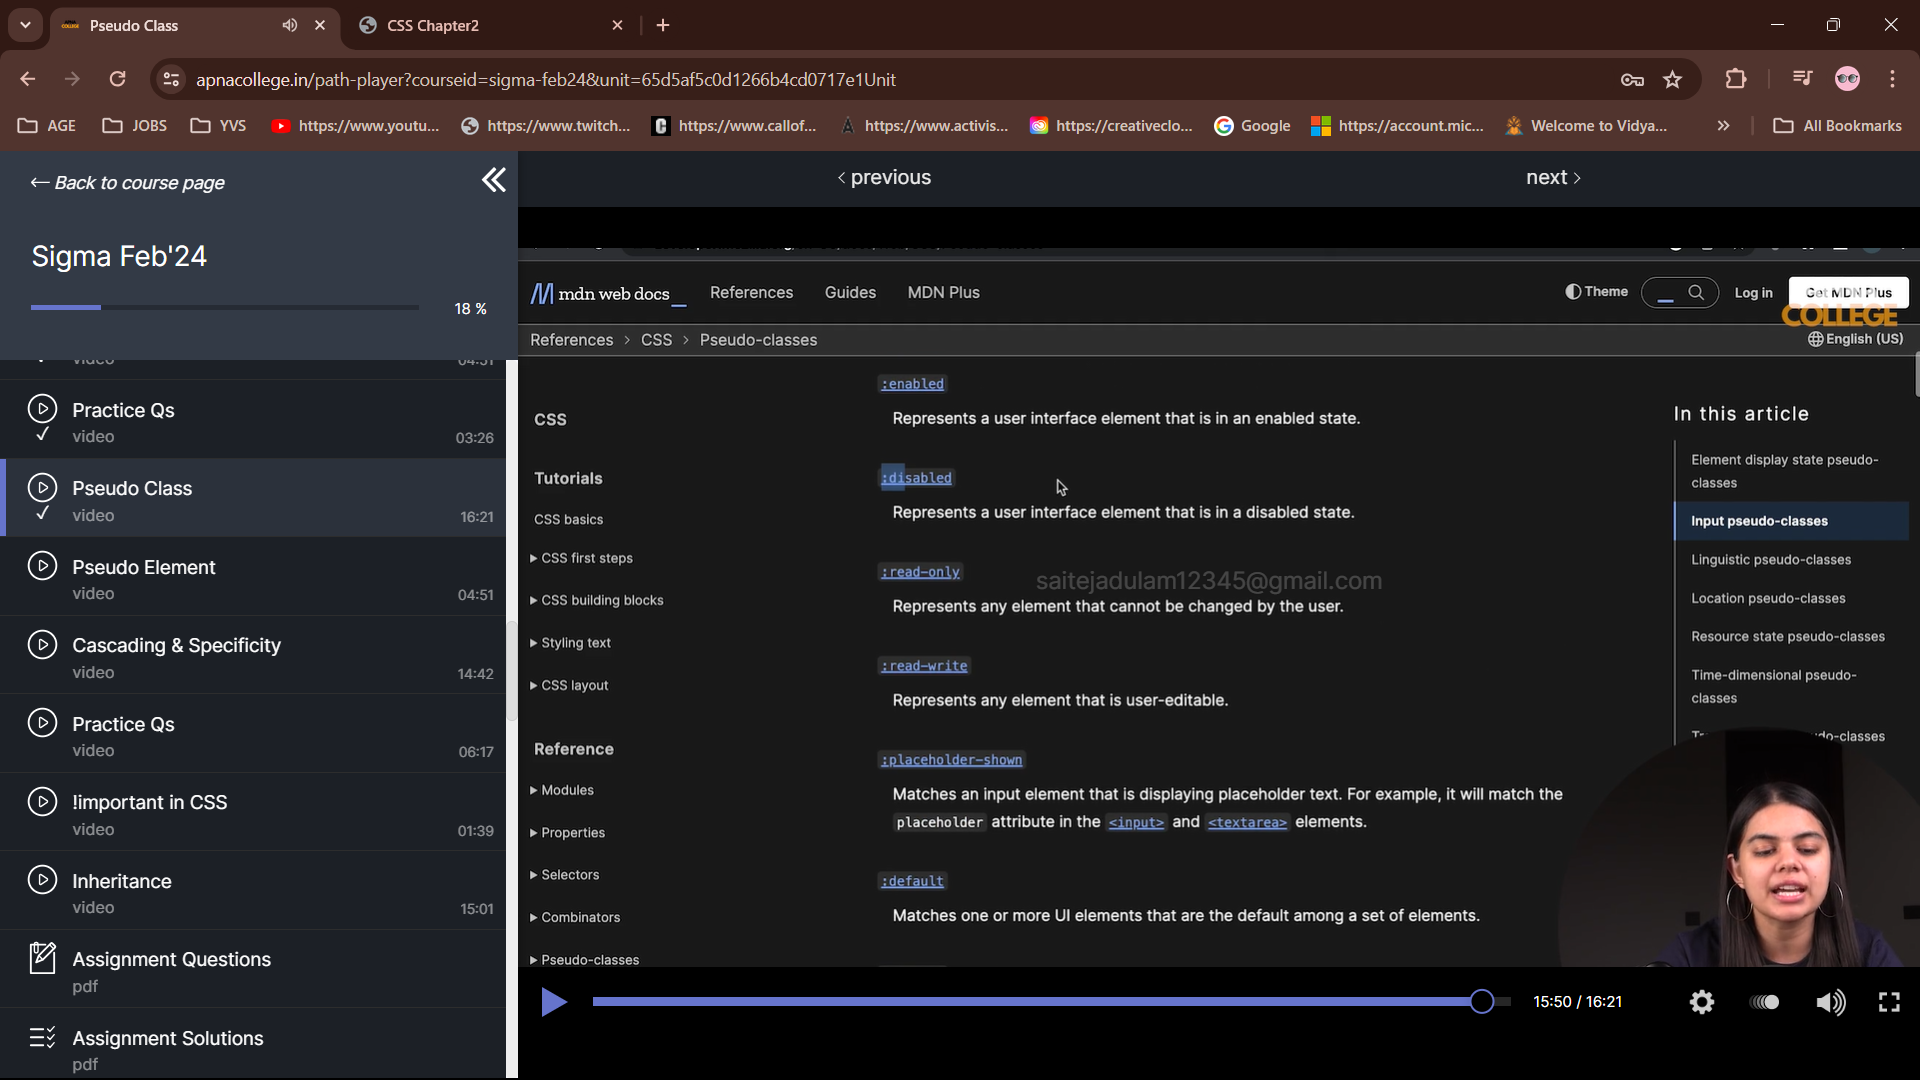 Pseudo Class
CSS Chapter2
apnacollege.in/path-player?courseid=sigma-feb24&unit=65d5af5c0d1266b4cd0717e1Unit
AGE
JOBS
YVS
https://www.youtu...
https://www.twitch...
https://www.callof...
https://www.activis...
https://creativeclo...
Google
https://account.mic...
Welcome to Vidya...
All Bookmarks
← Back to course page
previous
next
Sigma Feb'24
18 %
video
04:51
Practice Qs
video
03:26
Pseudo Class
video
16:21
Pseudo Element
video
04:51
Cascading & Specificity
video
14:42
Practice Qs
video
06:17
!important in CSS
video
01:39
Inheritance
video
15:01
Assignment Questions
pdf
Assignment Solutions
pdf
mdn web docs_
References
Guides
MDN Plus
Theme
Log in
Get MDN Plus
COLLEGE
References > CSS > Pseudo-classes
English (US)
CSS
Tutorials
CSS basics
CSS first steps
CSS building blocks
Styling text
CSS layout
Reference
Modules
Properties
Selectors
Combinators
Pseudo-classes
:enabled
Represents a user interface element that is in an enabled state.
:disabled
Represents a user interface element that is in a disabled state.
:read-only
saitejadulam12345@gmail.com
Represents any element that cannot be changed by the user.
:read-write
Represents any element that is user-editable.
:placeholder-shown
Matches an input element that is displaying placeholder text. For example, it will match the
placeholder attribute in the <input> and <textarea> elements.
:default
Matches one or more UI elements that are the default among a set of elements.
In this article
Element display state pseudo-
classes
Input pseudo-classes
Linguistic pseudo-classes
Location pseudo-classes
Resource state pseudo-classes
Time-dimensional pseudo-
classes
do-classes
15:50 / 16:21